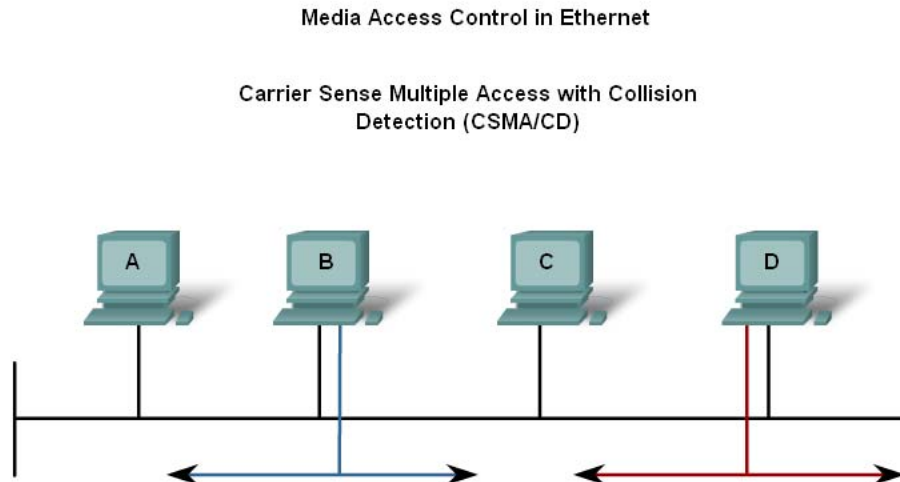 Media Access Control in Ethernet
Carrier Sense Multiple Access with Collision
Detection (CSMA/CD)
A
B
C
D